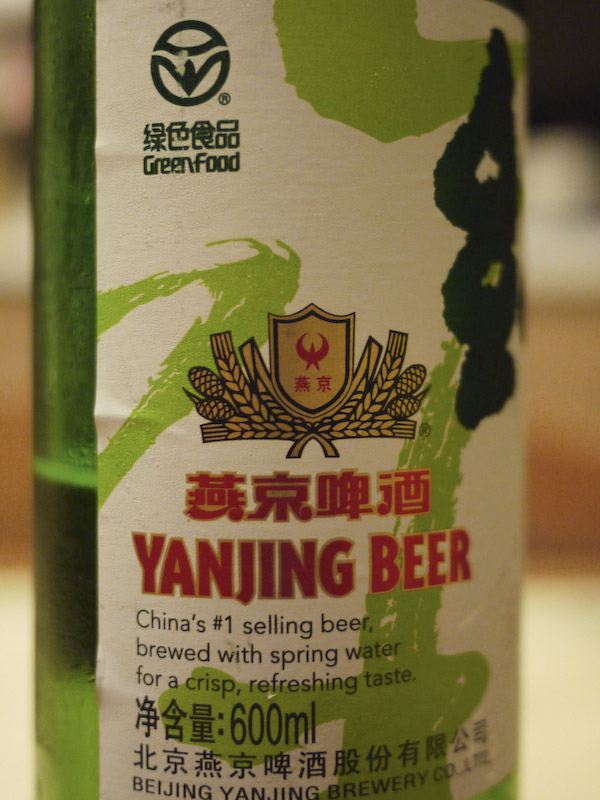 ®
绿色食品
GreenFood
燕京
®
燕京啤酒
YANJING BEER
China's #1 selling beer,
brewed with spring water
for a crisp, refreshing taste.
净含量:600ml
北京燕京啤酒股份有限公司
BEIJING YANJING BREWERY CO.,LTD.